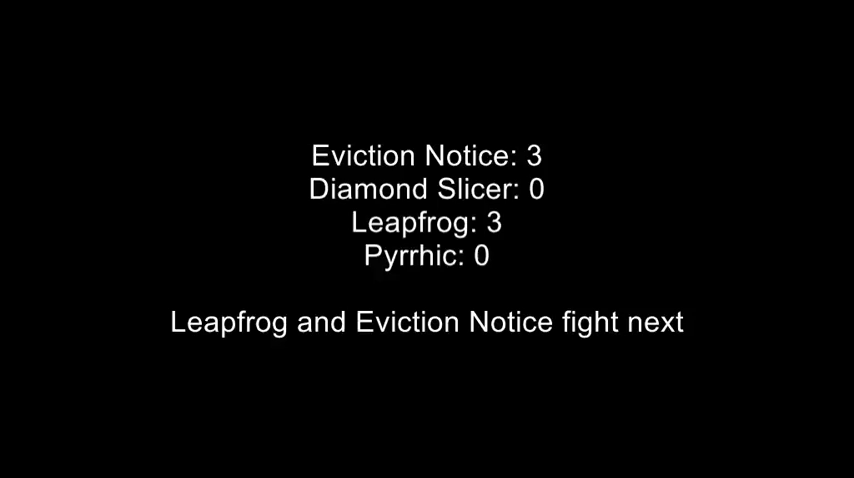 Eviction Notice: 3
Diamond Slicer: 0
Leapfrog: 3
Pyrrhic: 0
Leapfrog and Eviction Notice fight next